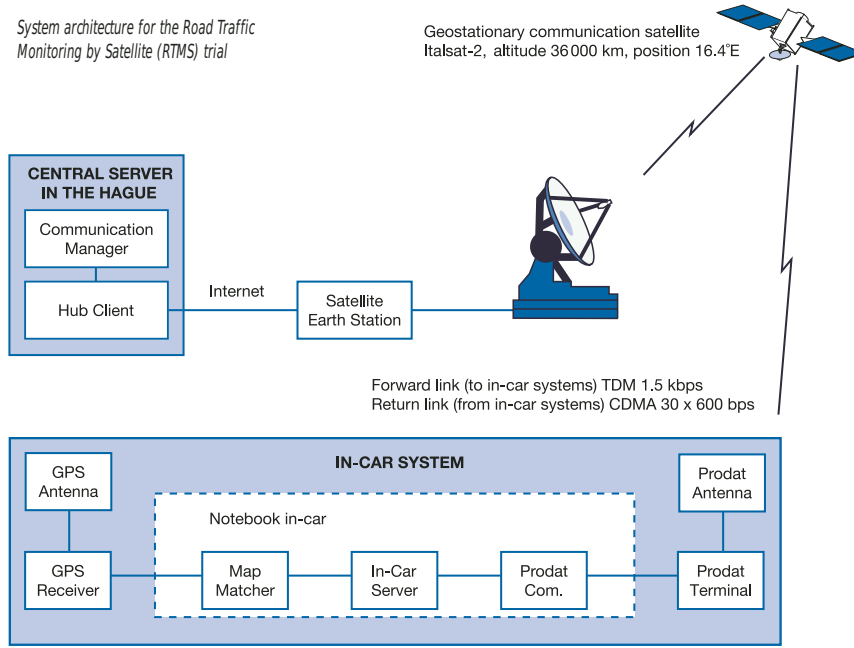 System architecture for the Road Traffic
Monitoring by Satellite (RTMS) trial
Geostationary communication satellite
Italsat-2, altitude 36 000 km, position 16.4°E
CENTRAL SERVER
IN THE HAGUE
Communication
Manager
Hub Client
Internet
Satellite
Earth Station
Forward link (to in-car systems) TDM 1.5 kbps
Return link (from in-car systems) CDMA 30 x 600 bps
IN-CAR SYSTEM
GPS
Antenna
Prodat
Antenna
Notebook in-car
GPS
Receiver
Map
Matcher
In-Car
Server
Prodat
Com.
Prodat
Terminal